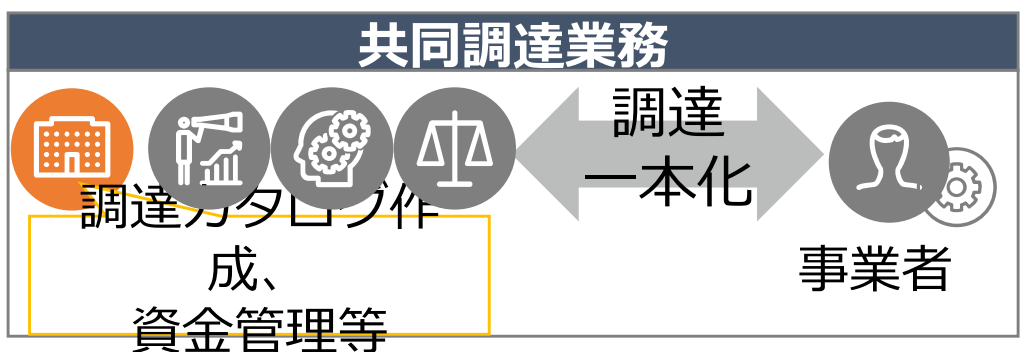 共同調達業務
調達
一本化
調達カタログ作
成、
資金管理等
事業者